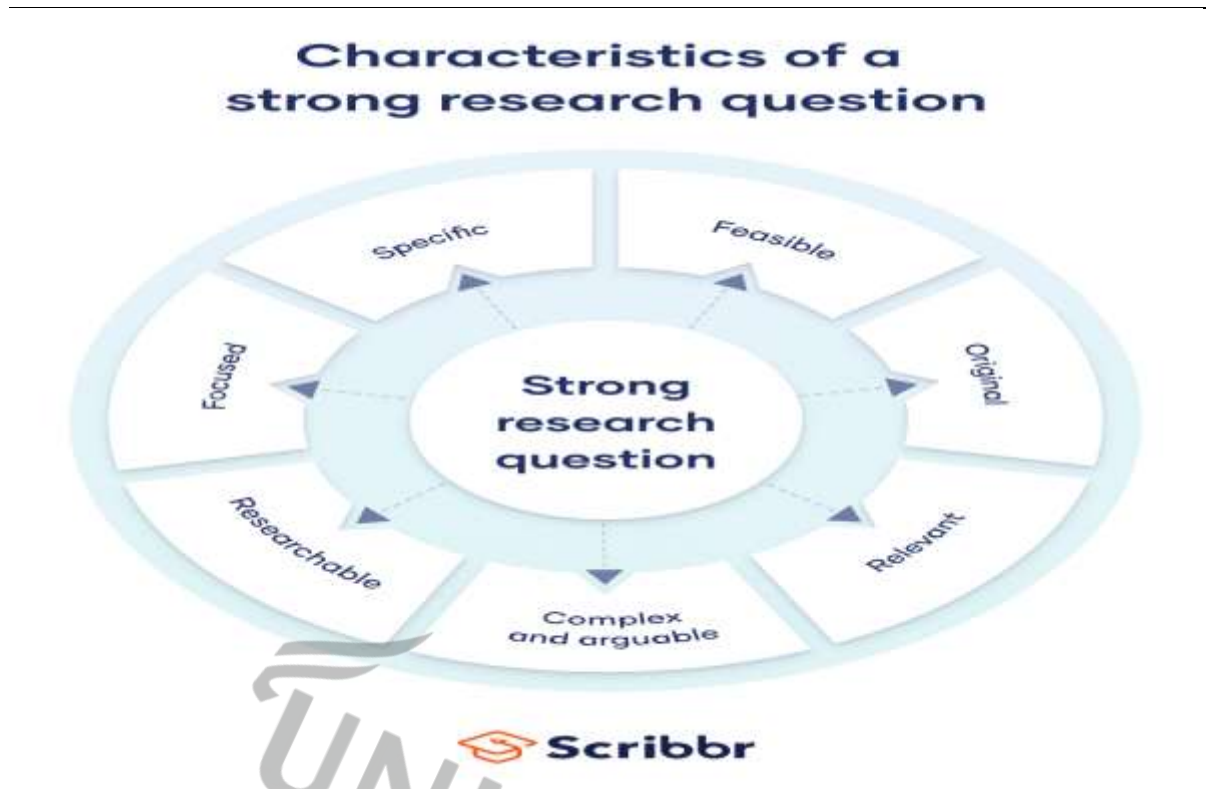 Characteristics of a
strong research question
Specific
Feasible
Focused
Original
Strong
research
question
Researchable
Relevant
Complex
and arguable
Scribbr